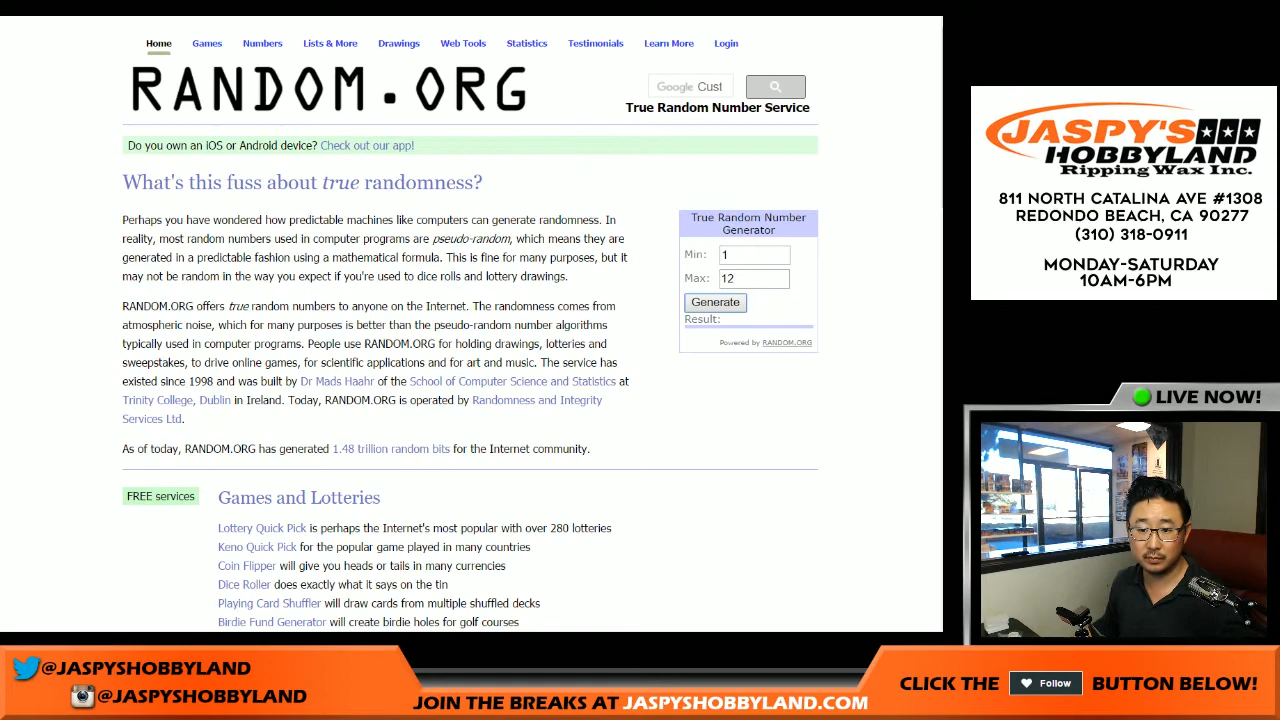 Home Games Numbers Lists & More Drawings Web Tools Statistics Testimonials Learn More Login
RANDOM.ORG
Google Cust
True Random Number Service
Do you own an iOS or Android device? Check out our app!
What's this fuss about true randomness?
Perhaps you have wondered how predictable machines like computers can generate randomness. In
reality, most random numbers used in computer programs are pseudo-random, which means they are
generated in a predictable fashion using a mathematical formula. This is fine for many purposes, but it
may not be random in the way you expect if you're used to dice rolls and lottery drawings.
RANDOM.ORG offers true random numbers to anyone on the Internet. The randomness comes from
atmospheric noise, which for many purposes is better than the pseudo-random number algorithms
typically used in computer programs. People use RANDOM.ORG for holding drawings, lotteries and
sweepstakes, to drive online games, for scientific applications and for art and music. The service has
existed since 1998 and was built by Dr Mads Haahr of the School of Computer Science and Statistics at
Trinity College, Dublin in Ireland. Today, RANDOM.ORG is operated by Randomness and Integrity
Services Ltd.
As of today, RANDOM.ORG has generated 1.48 trillion random bits for the Internet community.
True Random Number
Generator
Min: 1
Max: 12
Generate
Result:
Powered by RANDOM.ORG
FREE services
Games and Lotteries
Lottery Quick Pick is perhaps the Internet's most popular with over 280 lotteries
Keno Quick Pick for the popular game played in many countries
Coin Flipper will give you heads or tails in many currencies
Dice Roller does exactly what it says on the tin
Playing Card Shuffler will draw cards from multiple shuffled decks
Birdie Fund Generator will create birdie holes for golf courses
JASPY'S
HOBBYLAND
Ripping Wax Inc.
811 NORTH CATALINA AVE #1308
REDONDO BEACH, CA 90277
(310) 318-0911
MONDAY-SATURDAY
10AM-6PM
LIVE NOW!
@JASPYSHOBBYLAND
@JASPYSHOBBYLAND
JOIN THE BREAKS AT JASPYSHOBBYLAND.COM
CLICK THE Follow BUTTON BELOW!